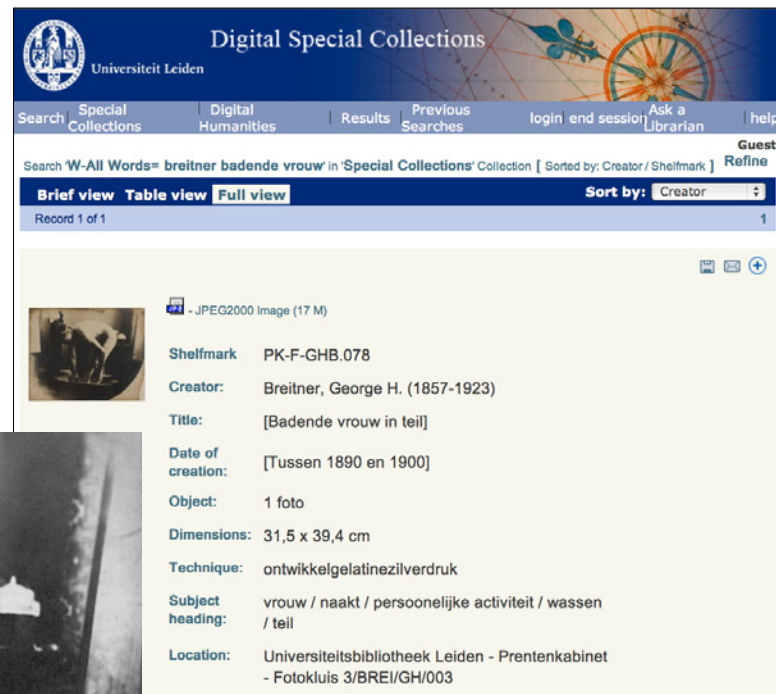 Digital Special Collections
Universiteit Leiden
Search Special Collections Digital Humanities Results Previous Searches login end session Ask a Librarian help
Guest
Search 'W-All Words= breitner badende vrouw' in 'Special Collections' Collection [ Sorted by: Creator / Shelfmark ] Refine
Brief view Table view Full view Sort by: Creator
Record 1 of 1 1
- JPEG2000 Image (17 M)
Shelfmark PK-F-GHB.078
Creator: Breitner, George H. (1857-1923)
Title: [Badende vrouw in teil]
Date of creation: [Tussen 1890 en 1900]
Object: 1 foto
Dimensions: 31,5 x 39,4 cm
Technique: ontwikkelgelatinezilverdruk
Subject heading: vrouw / naakt / persoonelijke activiteit / wassen
/ teil
Location: Universiteitsbibliotheek Leiden - Prentenkabinet
- Fotokluis 3/BREI/GH/003